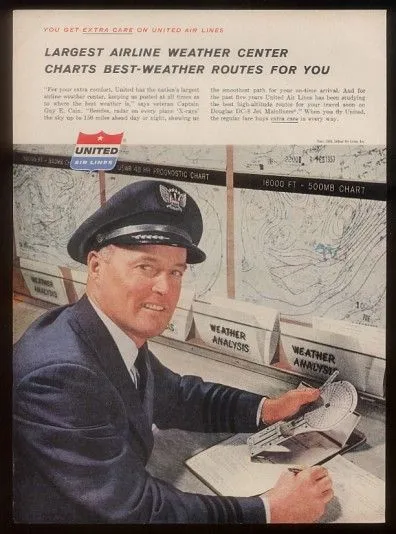 YOU GET EXTRA CARE ON UNITED AIR LINES
LARGEST AIRLINE WEATHER CENTER
CHARTS BEST-WEATHER ROUTES FOR YOU
"For your extra comfort, United has the nation's largest
airline weather center, keeping us posted at all times as
to where the best weather is," says veteran Captain
Guy E. Cain. "Besides, radar on every plane 'X-rays'
the sky up to 150 miles ahead day or night, showing us
the smoothest path for your on-time arrival. And for
the past five years United Air Lines has been studying
the best high-altitude routes for your travel soon on
Douglas DC-8 Jet Mainliners." When you fly United,
the regular fare buys extra care in every way.
UNITED
AIR LINES
48 HR PROGNOSTIC CHART
18000 FT - 500MB CHART
WEATHER
ANALYSIS
WEATHER
ANALYSIS
WEATHER
ANALYSIS